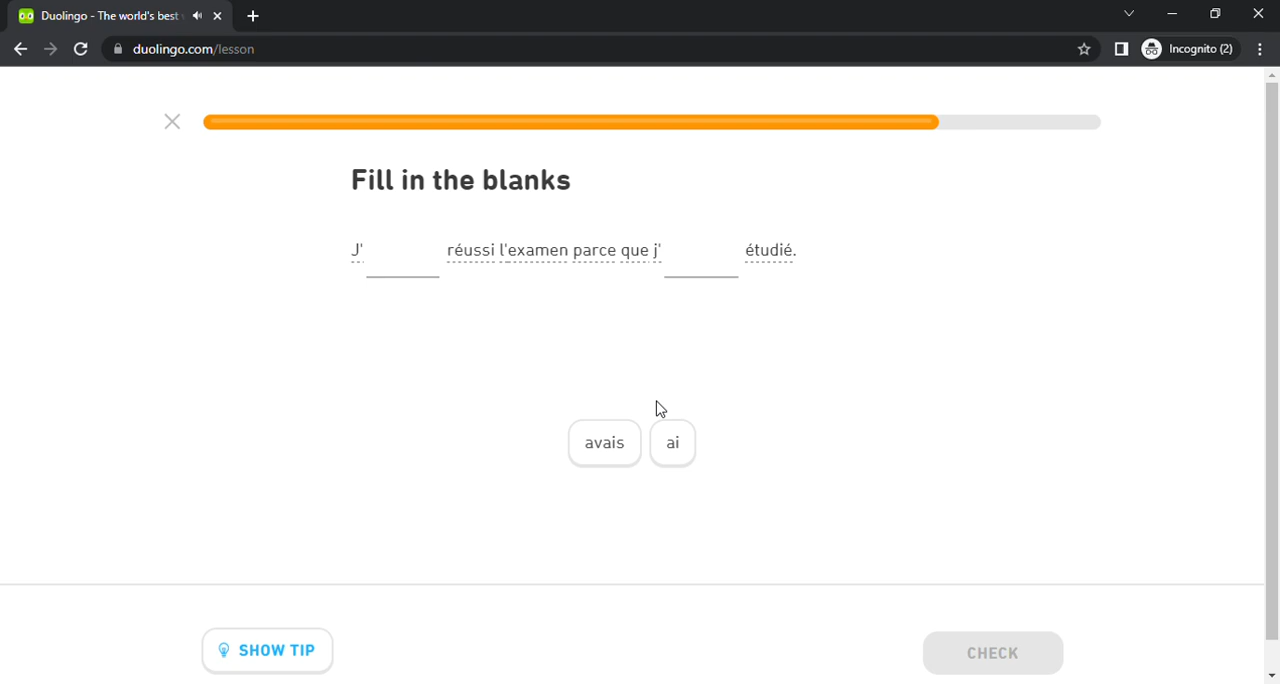 Duolingo - The world's best
duolingo.com/lesson
Incognito (2)
Fill in the blanks
J' réussi l'examen parce que j' étudié.
avais ai
SHOW TIP
CHECK